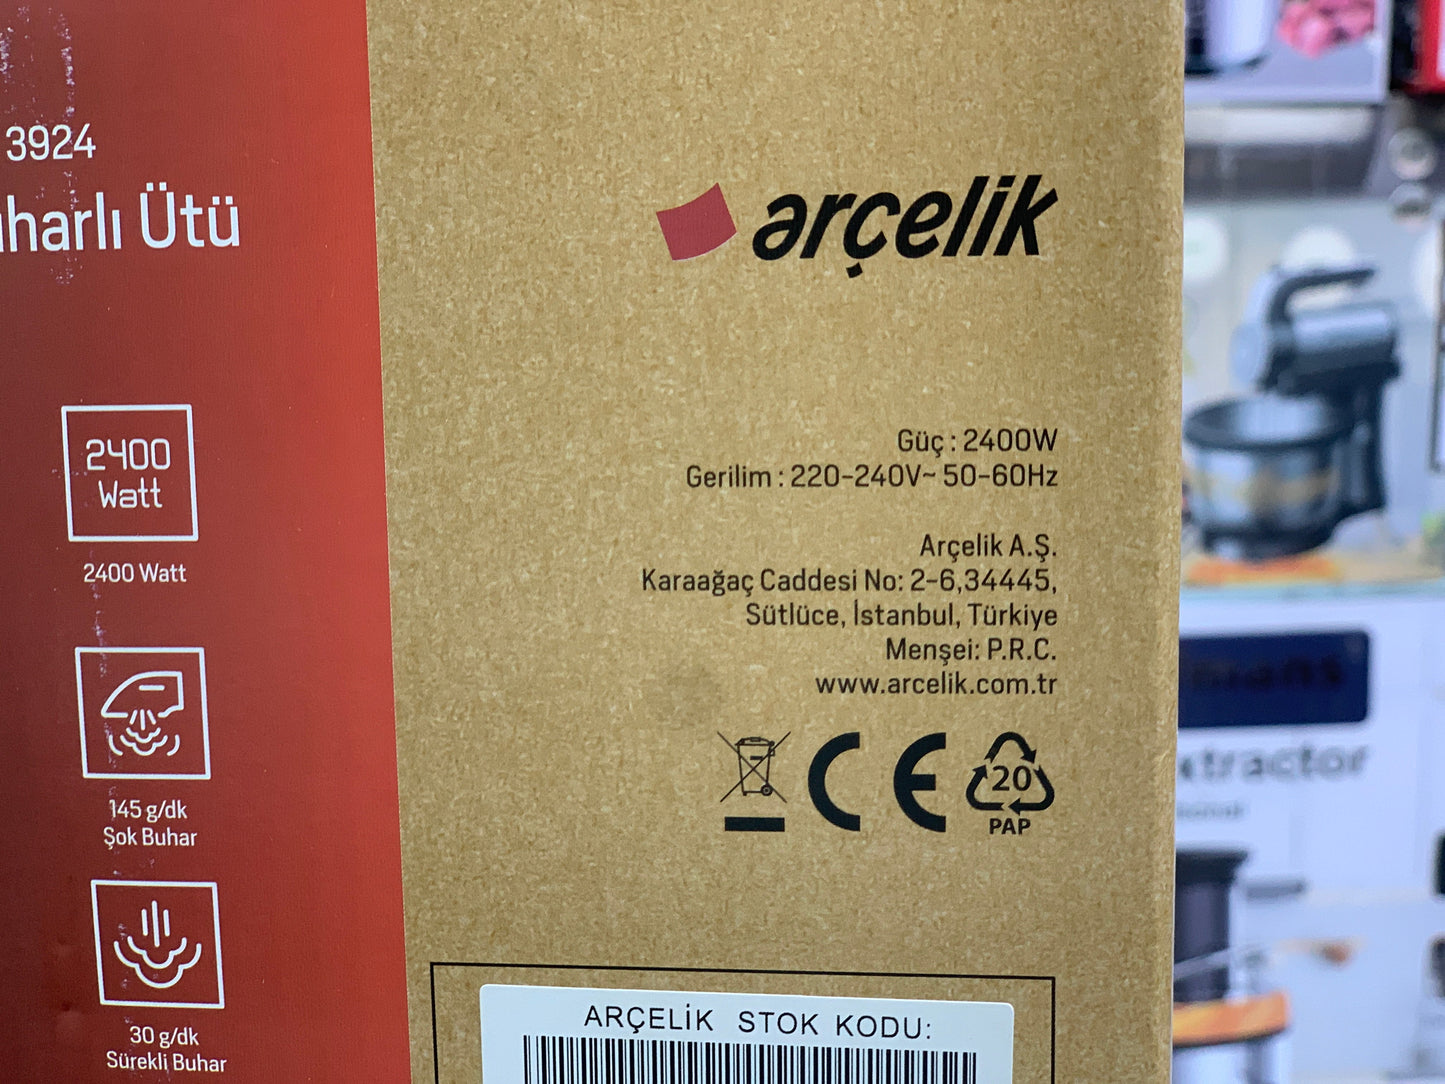 3924
Ütü
2400
Watt
2400 Watt
145 g/dk
Şok Buhar
30 g/dk
Sürekli Buhar
arçelik
Güç : 2400W
Gerilim : 220-240V~ 50-60Hz
Arçelik A.Ş.
Karaağaç Caddesi No: 2-6,34445,
Sütlüce, İstanbul, Türkiye
Menşei: P.R.C.
www.arcelik.com.tr
CE
20
PAP
ARÇELİK STOK KODU: